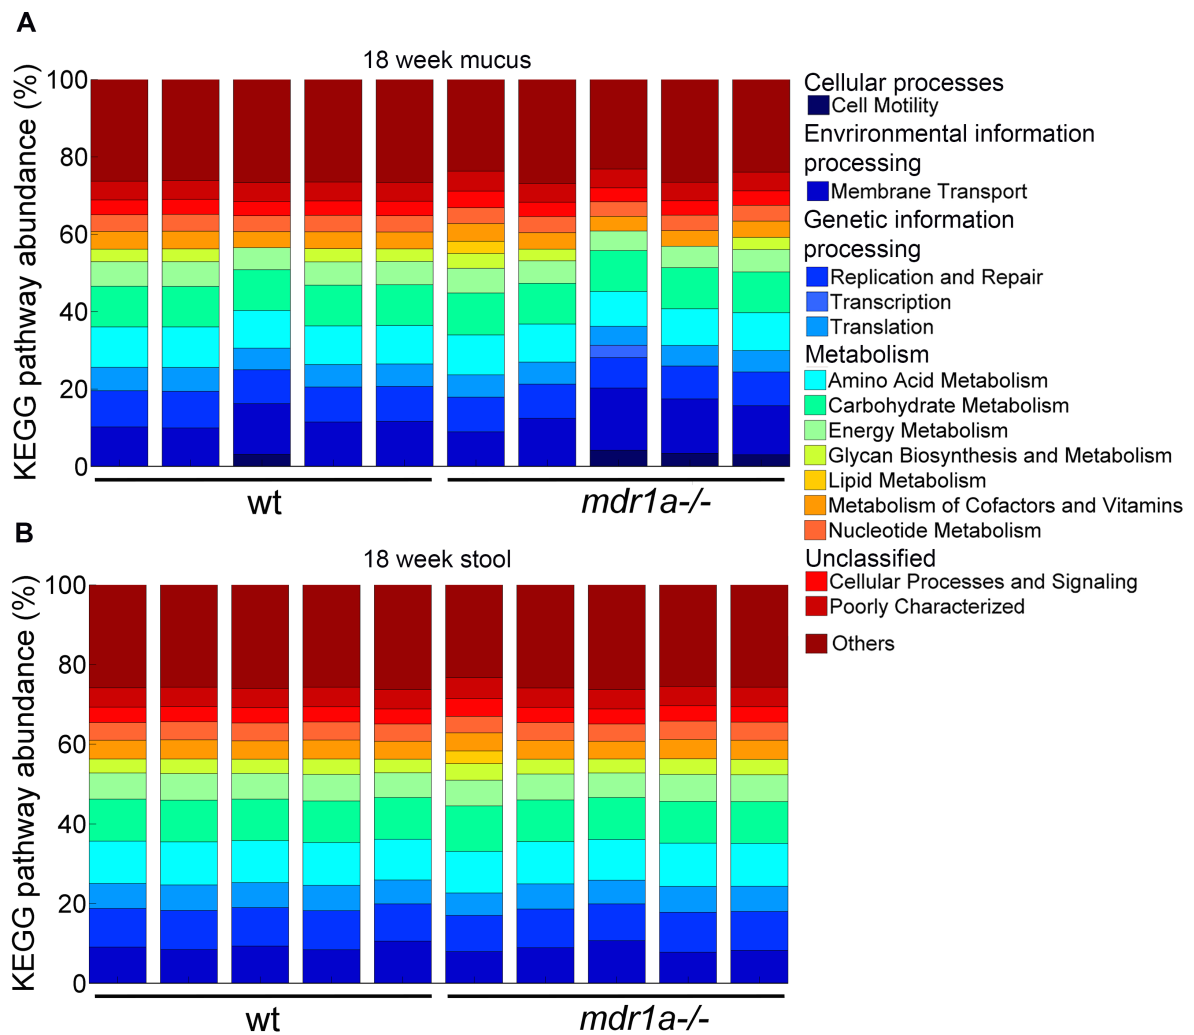 A
18 week mucus
KEGG pathway abundance (%)
100
80
60
40
20
0
wt
mdr1a-/-
B
18 week stool
KEGG pathway abundance (%)
100
80
60
40
20
0
wt
mdr1a-/-
Cellular processes
Cell Motility
Envrironmental information
processing
Membrane Transport
Genetic information
processing
Replication and Repair
Transcription
Translation
Metabolism
Amino Acid Metabolism
Carbohydrate Metabolism
Energy Metabolism
Glycan Biosynthesis and Metabolism
Lipid Metabolism
Metabolism of Cofactors and Vitamins
Nucleotide Metabolism
Unclassified
Cellular Processes and Signaling
Poorly Characterized
Others